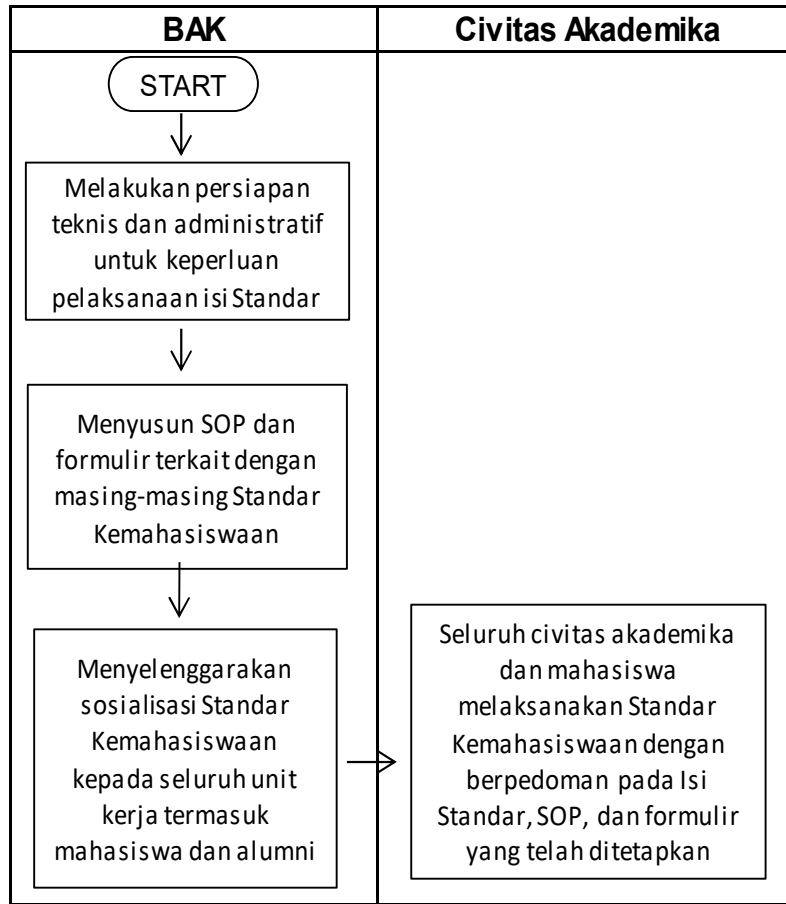 BAK
Civitas Akademika
START
Melakukan persiapan
teknis dan administratif
untuk keperluan
pelaksanaan isi Standar
Menyusun SOP dan
formulir terkait dengan
masing-masing Standar
Kemahasiswaan
Menyelenggarakan
sosialisasi Standar
Kemahasiswaan
kepada seluruh unit
kerja termasuk
mahasiswa dan alumni
Seluruh civitas akademika
dan mahasiswa
melaksanakan Standar
Kemahasiswaan dengan
berpedoman pada Isi
Standar, SOP, dan formulir
yang telah ditetapkan